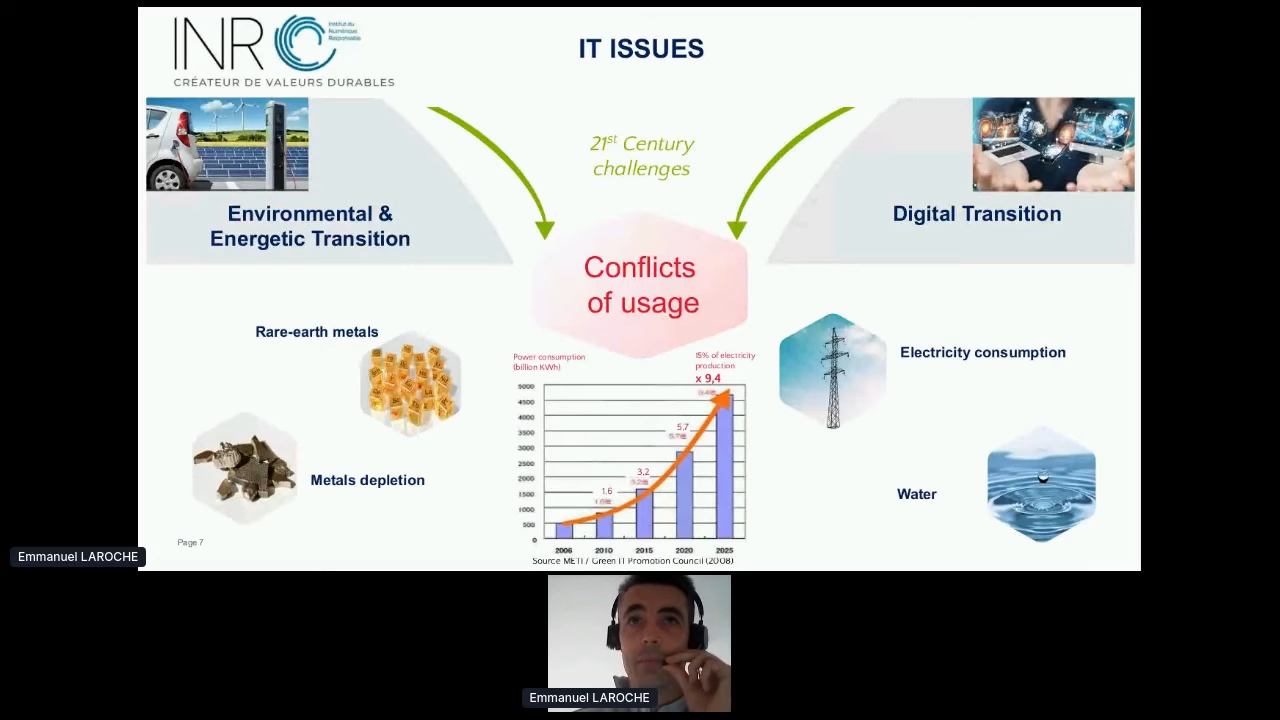 INR
Institut du
Numérique
Responsable
CRÉATEUR DE VALEURS DURABLES
IT ISSUES
21st Century
challenges
Environmental &
Energetic Transition
Digital Transition
Conflicts
of usage
Rare-earth metals
Metals depletion
Electricity consumption
Water
Power consumption
(billion KWh)
15% of electricity
production
x 9,4
5000
4500
4000
3500
3000
2500
2000
1500
1000
500
0
5,7
3,2
1,6
2006 2010 2015 2020 2025
Source METI / Green IT Promotion Council (2008)
Page 7
Emmanuel LAROCHE
Emmanuel LAROCHE